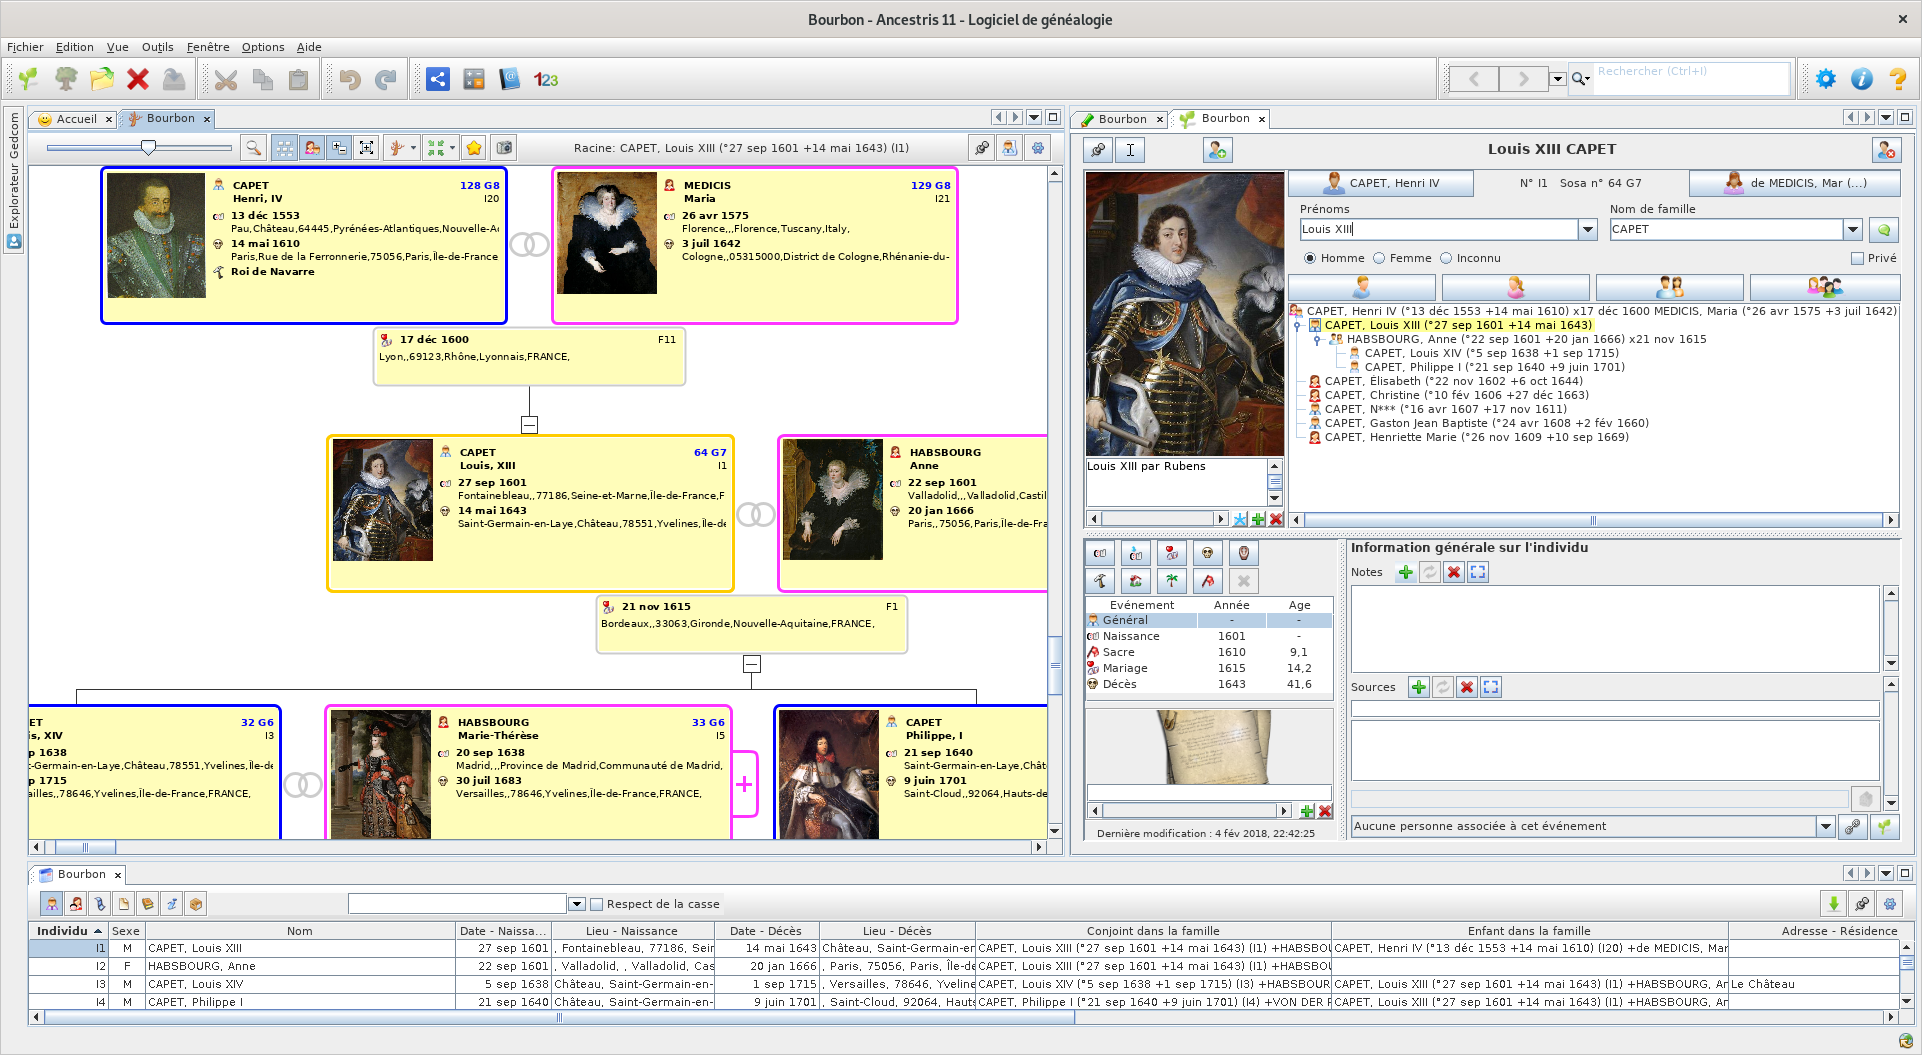 Bourbon - Ancestris 11 - Logiciel de généalogie
Fichier Edition Vue Outils Fenêtre Options Aide
123
Rechercher (Ctrl+I)
Explorateur Gedcom
Accueil Bourbon
Racine: CAPET, Louis XIII (°27 sep 1601 +14 mai 1643) (I1)
CAPET 128 G8
Henri, IV I20
13 déc 1553
Pau,Château,64445,Pyrénées-Atlantiques,Nouvelle-A
14 mai 1610
Paris,Rue de la Ferronnerie,75056,Paris,Île-de-France
Roi de Navarre
MEDICIS 129 G8
Maria I21
26 avr 1575
Florence,,,Florence,Tuscany,Italy,
3 juil 1642
Cologne,,05315000,District de Cologne,Rhénanie-du-
17 déc 1600 F11
Lyon,,69123,Rhône,Lyonnais,FRANCE,
CAPET 64 G7
Louis, XIII I1
27 sep 1601
Fontainebleau,,77186,Seine-et-Marne,Île-de-France,F
14 mai 1643
Saint-Germain-en-Laye,Château,78551,Yvelines,Île-de
HABSBOURG
Anne
22 sep 1601
Valladolid,,,Valladolid,Castil
20 jan 1666
Paris,,75056,Paris,Île-de-Fra
21 nov 1615 F1
Bordeaux,,33063,Gironde,Nouvelle-Aquitaine,FRANCE,
ET 32 G6
is, XIV I3
p 1638
-Germain-en-Laye,Château,78551,Yvelines,Île-de
p 1715
ailles,,78646,Yvelines,Île-de-France,FRANCE,
HABSBOURG 33 G6
Marie-Thérèse I5
20 sep 1638
Madrid,,,Province de Madrid,Communauté de Madrid,
30 juil 1683
Versailles,,78646,Yvelines,Île-de-France,FRANCE,
CAPET
Philippe, I
21 sep 1640
Saint-Germain-en-Laye,Chât
9 juin 1701
Saint-Cloud,,92064,Hauts-de
Bourbon Bourbon
Louis XIII CAPET
CAPET, Henri IV N° I1 Sosa n° 64 G7 de MEDICIS, Mar (...)
Prénoms Nom de famille
Louis XIII CAPET
Homme Femme Inconnu Privé
CAPET, Henri IV (°13 déc 1553 +14 mai 1610) x17 déc 1600 MEDICIS, Maria (°26 avr 1575 +3 juil 1642)
CAPET, Louis XIII (°27 sep 1601 +14 mai 1643)
HABSBOURG, Anne (°22 sep 1601 +20 jan 1666) x21 nov 1615
CAPET, Louis XIV (°5 sep 1638 +1 sep 1715)
CAPET, Philippe I (°21 sep 1640 +9 juin 1701)
CAPET, Élisabeth (°22 nov 1602 +6 oct 1644)
CAPET, Christine (°10 fév 1606 +27 déc 1663)
CAPET, N*** (°16 avr 1607 +17 nov 1611)
CAPET, Gaston Jean Baptiste (°24 avr 1608 +2 fév 1660)
CAPET, Henriette Marie (°26 nov 1609 +10 sep 1669)
Louis XIII par Rubens
Evénement Année Age
Général - -
Naissance 1601 -
Sacre 1610 9,1
Mariage 1615 14,2
Décès 1643 41,6
Dernière modification : 4 fév 2018, 22:42:25
Information générale sur l'individu
Notes
Sources
Aucune personne associée à cet événement
Bourbon
Respect de la casse
Individu Sexe Nom Date - Naissa... Lieu - Naissance Date - Décès Lieu - Décès Conjoint dans la famille Enfant dans la famille Adresse - Résidence
I1 M CAPET, Louis XIII 27 sep 1601 , Fontainebleau, 77186, Sein 14 mai 1643 Château, Saint-Germain-en CAPET, Louis XIII (°27 sep 1601 +14 mai 1643) (I1) +HABSBOU CAPET, Henri IV (°13 déc 1553 +14 mai 1610) (I20) +de MEDICIS, Mar
I2 F HABSBOURG, Anne 22 sep 1601 , Valladolid, , Valladolid, Cas 20 jan 1666 , Paris, 75056, Paris, Île-de CAPET, Louis XIII (°27 sep 1601 +14 mai 1643) (I1) +HABSBOU
I3 M CAPET, Louis XIV 5 sep 1638 Château, Saint-Germain-en- 1 sep 1715 , Versailles, 78646, Yveline CAPET, Louis XIV (°5 sep 1638 +1 sep 1715) (I3) +HABSBOUR CAPET, Louis XIII (°27 sep 1601 +14 mai 1643) (I1) +HABSBOURG, An Le Château
I4 M CAPET, Philippe I 21 sep 1640 Château, Saint-Germain-en- 9 juin 1701 , Saint-Cloud, 92064, Hauts CAPET, Philippe I (°21 sep 1640 +9 juin 1701) (I4) +VON DER P CAPET, Louis XIII (°27 sep 1601 +14 mai 1643) (I1) +HABSBOURG, An